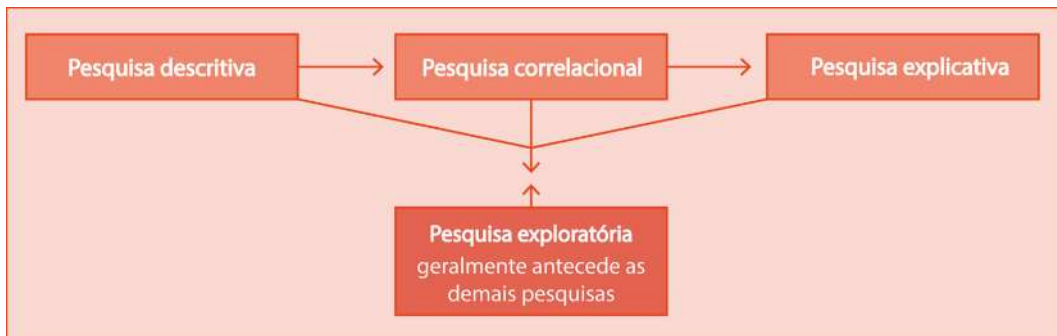 Pesquisa descritiva
Pesquisa correlacional
Pesquisa explicativa
Pesquisa exploratória
geralmente antecede as
demais pesquisas